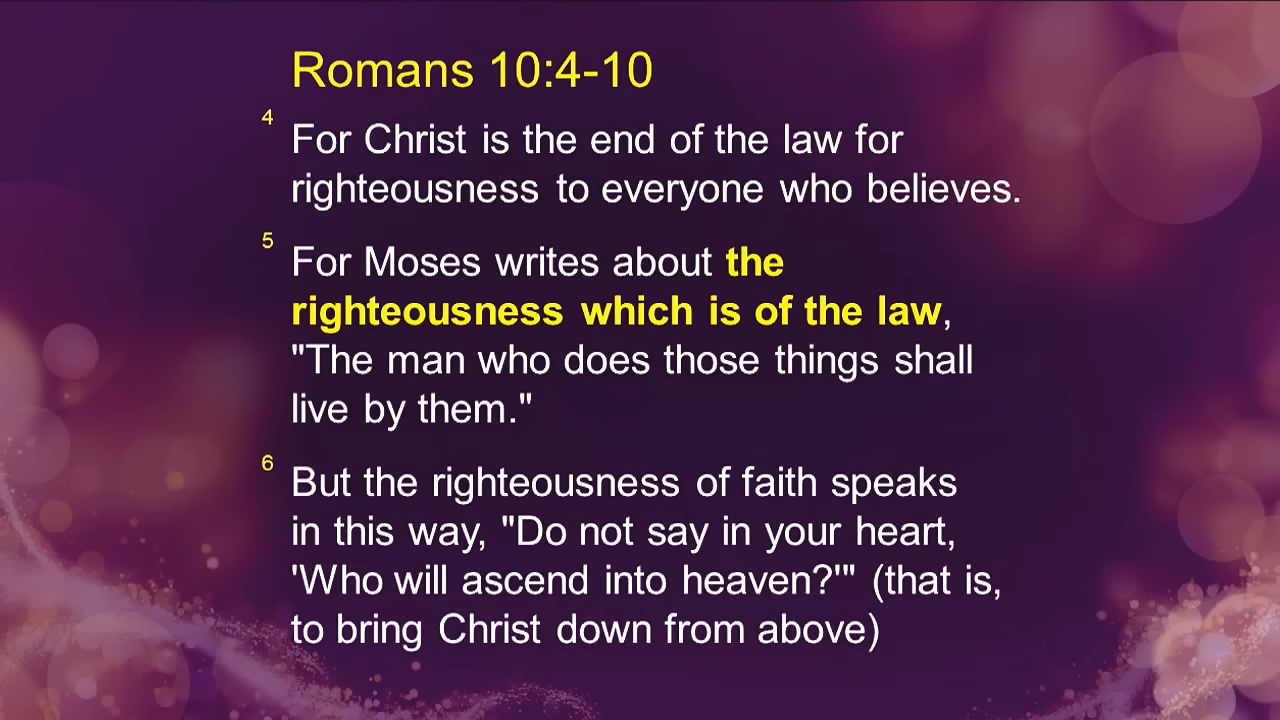 Romans 10:4-10
4 For Christ is the end of the law for
righteousness to everyone who believes.
5 For Moses writes about the
righteousness which is of the law,
"The man who does those things shall
live by them."
6 But the righteousness of faith speaks
in this way, "Do not say in your heart,
'Who will ascend into heaven?'" (that is,
to bring Christ down from above)